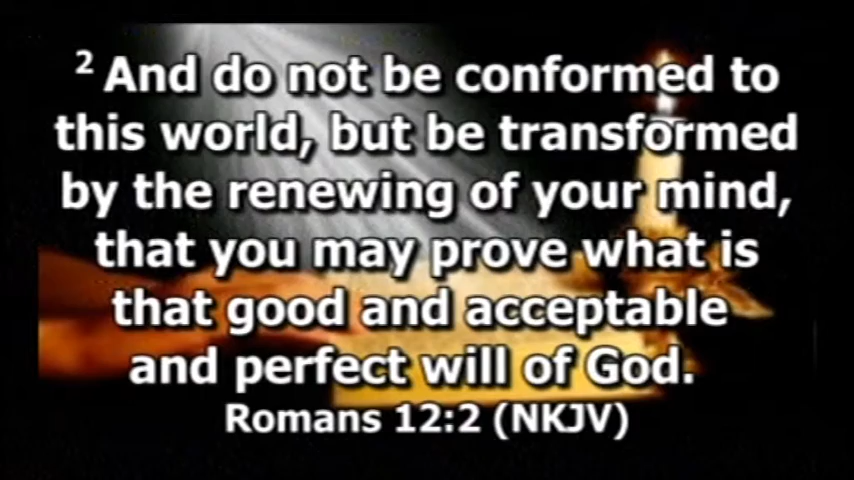 ² And do not be conformed to
this world, but be transformed
by the renewing of your mind,
that you may prove what is
that good and acceptable
and perfect will of God.
Romans 12:2 (NKJV)